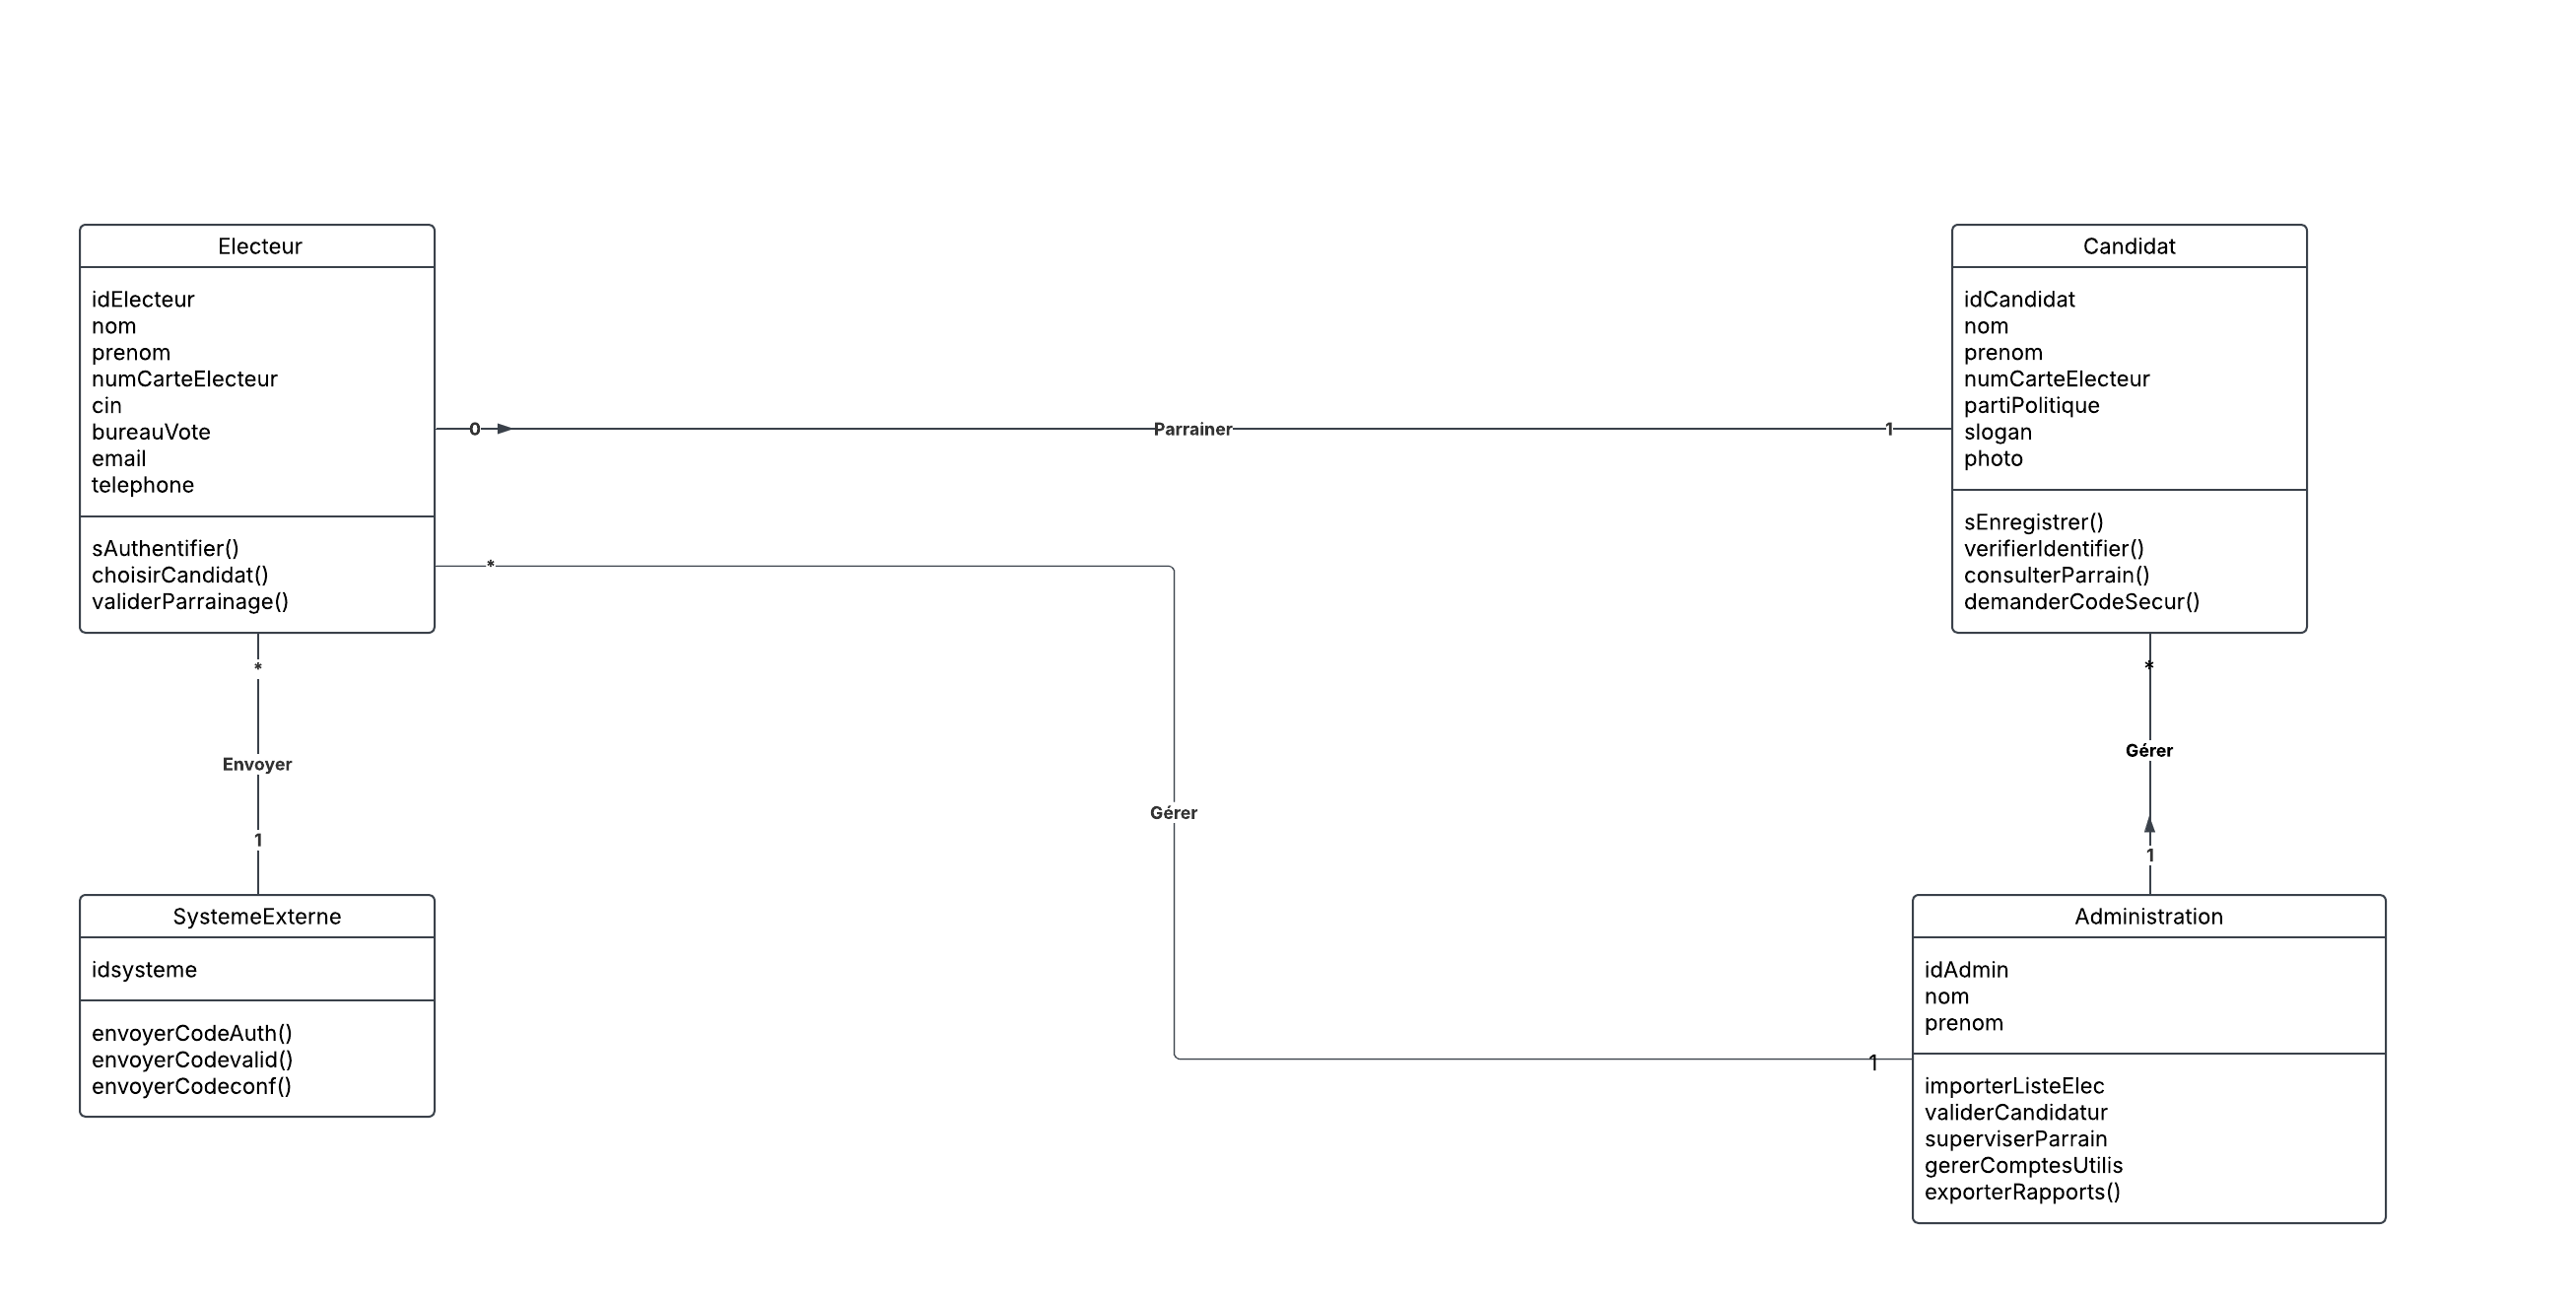 Electeur
idElecteur
nom
prenom
numCarteElecteur
cin
bureauVote
email
telephone
sAuthentifier()
choisirCandidat()
validerParrainage()
0
Parrainer
1
Candidat
idCandidat
nom
prenom
numCarteElecteur
partiPolitique
slogan
photo
sEnregistrer()
verifierIdentifier()
consulterParrain()
demanderCodeSecur()
*
Gérer
1
*
Envoyer
1
*
Gérer
1
SystemeExterne
idsysteme
envoyerCodeAuth()
envoyerCodevalid()
envoyerCodeconf()
Administration
idAdmin
nom
prenom
importerListeElec
validerCandidatur
superviserParrain
gererComptesUtilis
exporterRapports()